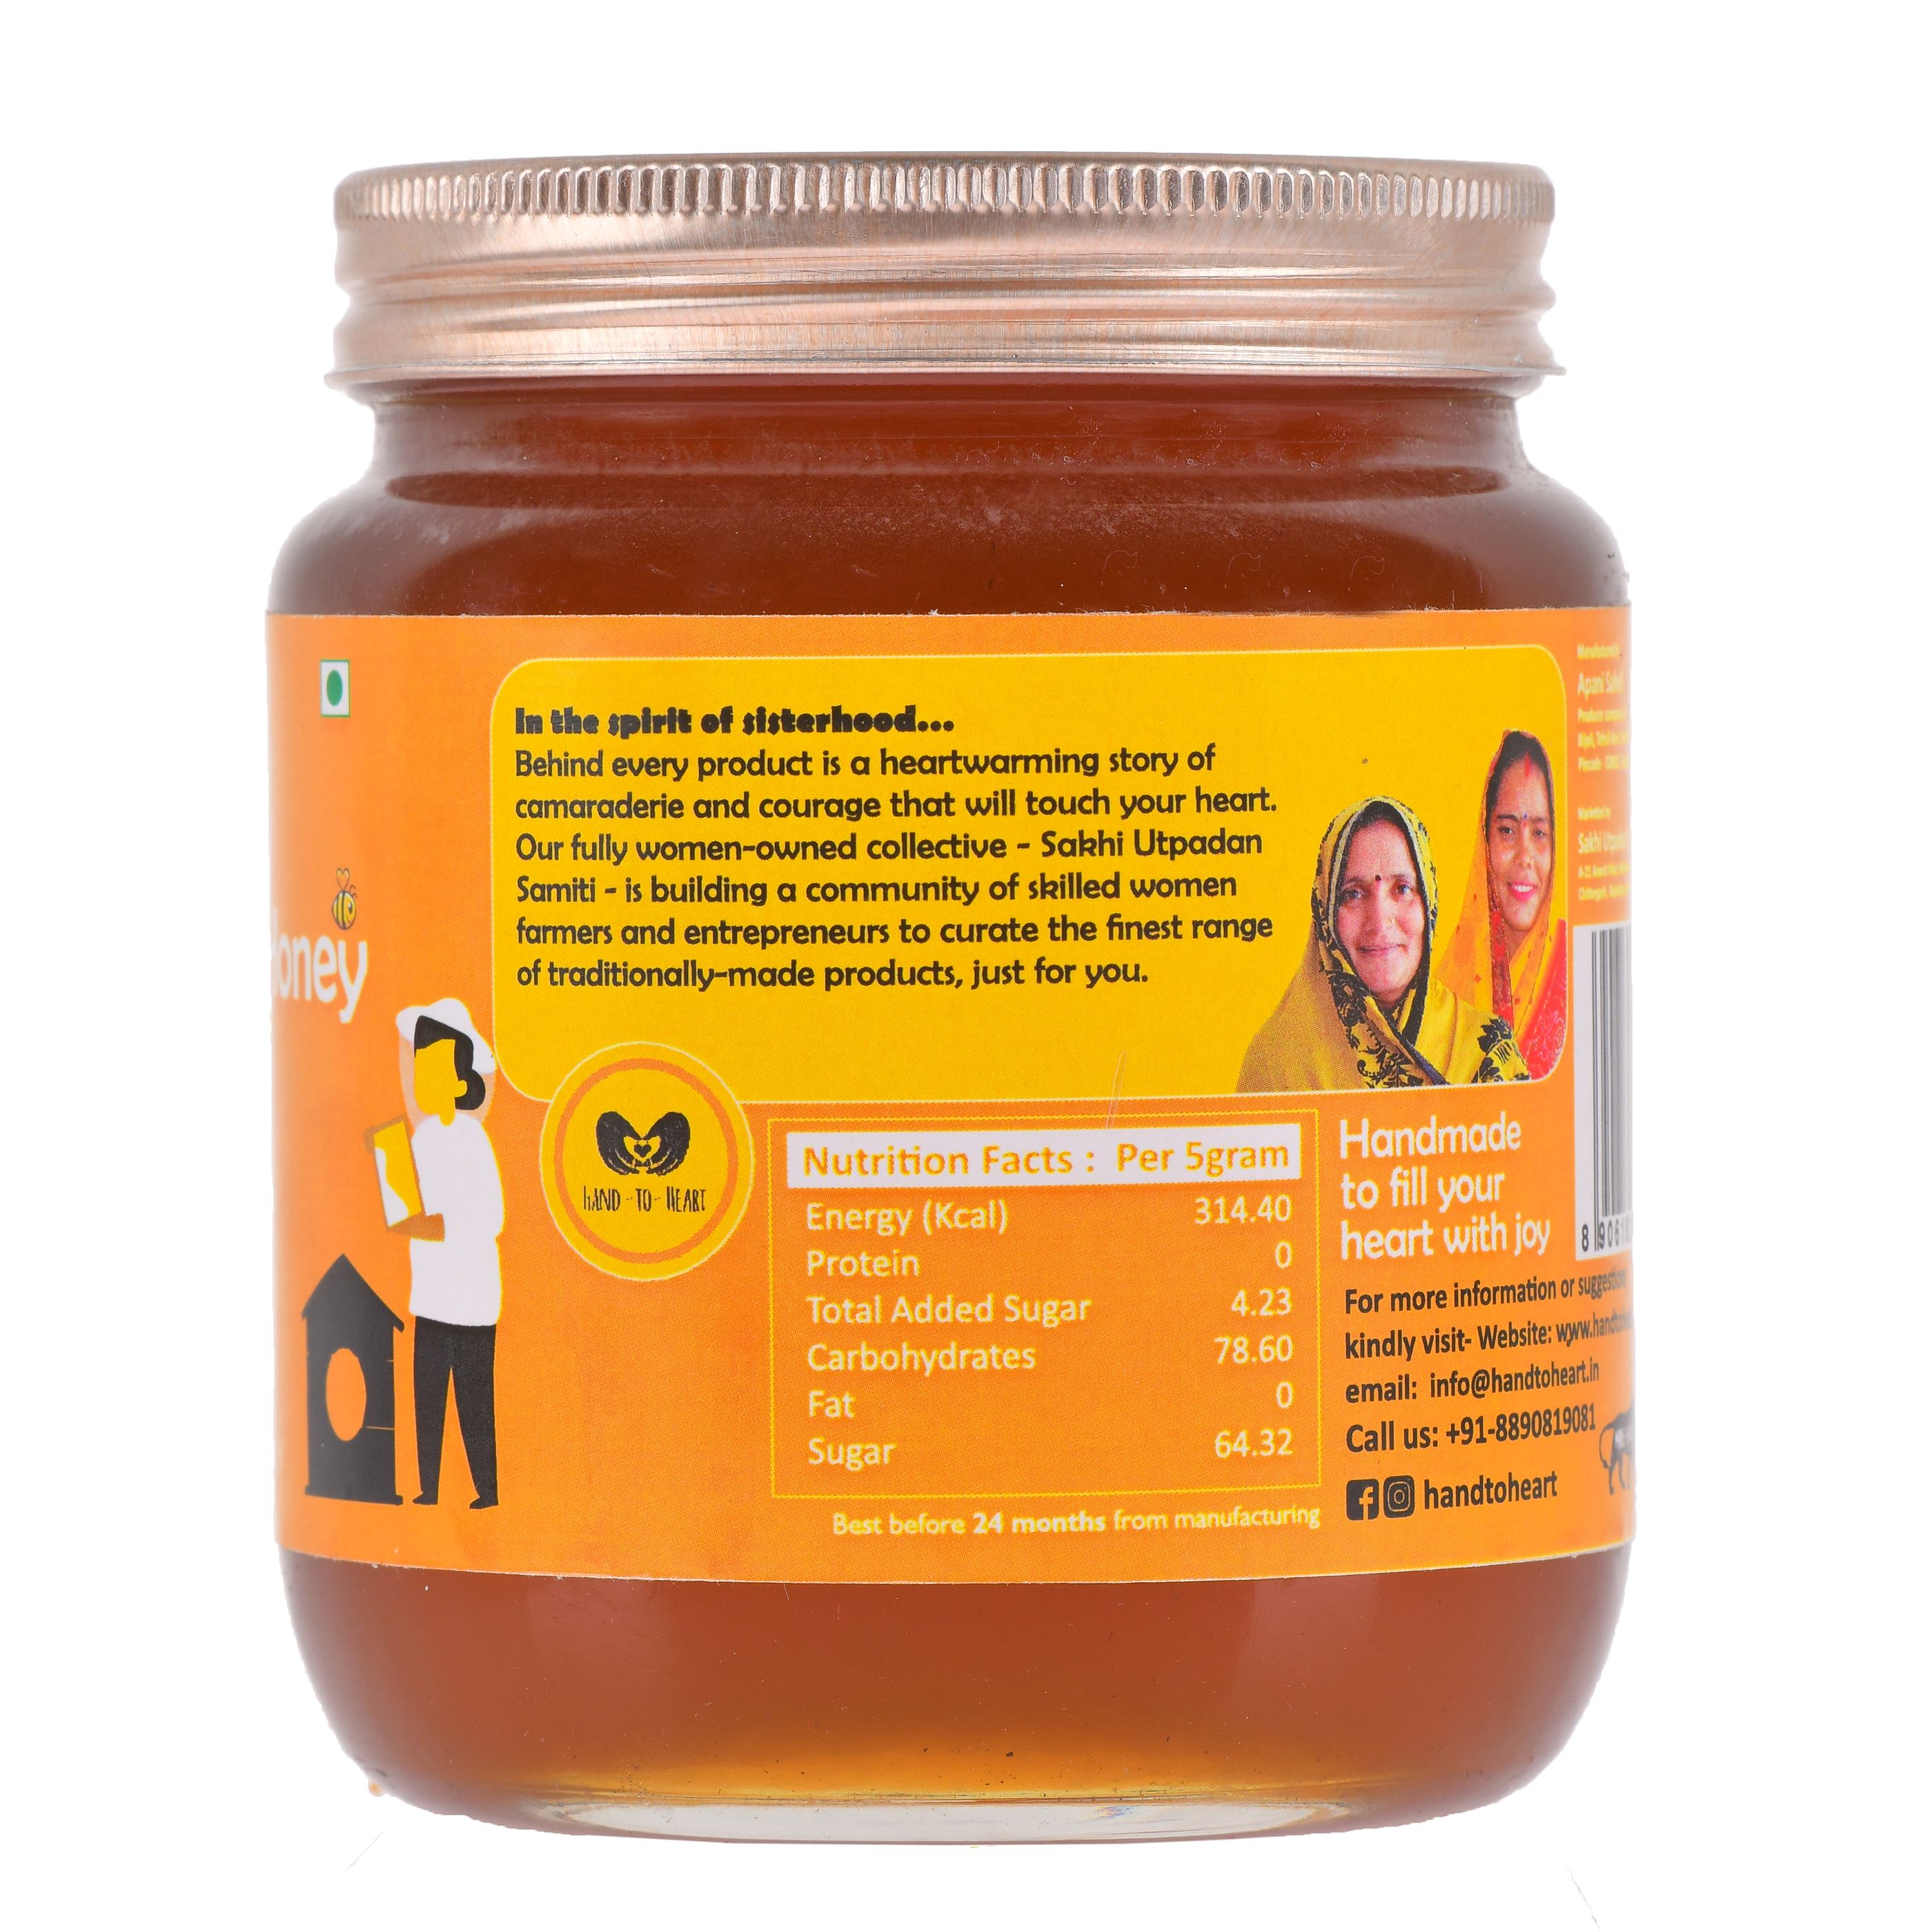 In the spirit of sisterhood...
Behind every product is a heartwarming story of
camaraderie and courage that will touch your heart.
Our fully women-owned collective - Sakhi Utpadan
Samiti - is building a community of skilled women
farmers and entrepreneurs to curate the finest range
of traditionally-made products, just for you.
oney
HAND-TO-HEART
Nutrition Facts : Per 5gram
Energy (Kcal) 314.40
Protein 0
Total Added Sugar 4.23
Carbohydrates 78.60
Fat 0
Sugar 64.32
Best before 24 months from manufacturing
Handmade
to fill your
heart with joy
For more information or
kindly visit- Website:
email: info@handtoheart.in
Call us: +91-8890819081
handtoheart
Apani
Sakhi
8 906